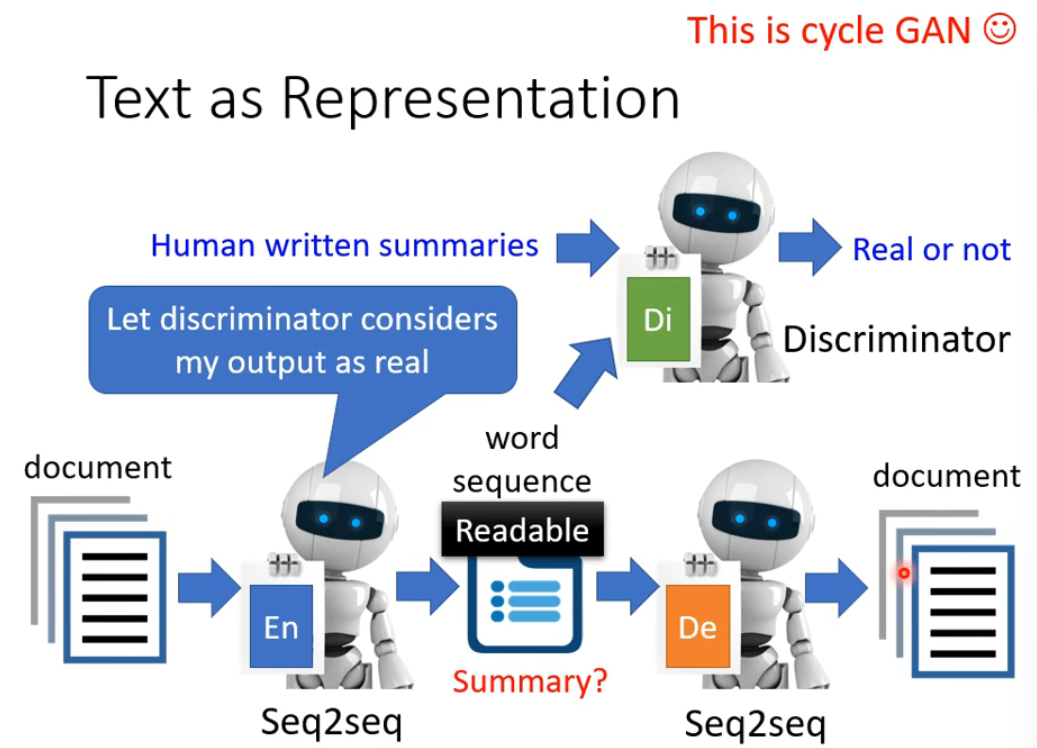 This is cycle GAN ☺
Text as Representation
Human written summaries
Real or not
Di
Discriminator
Let discriminator considers
my output as real
document
word
sequence
Readable
document
En
De
Summary?
Seq2seq
Seq2seq